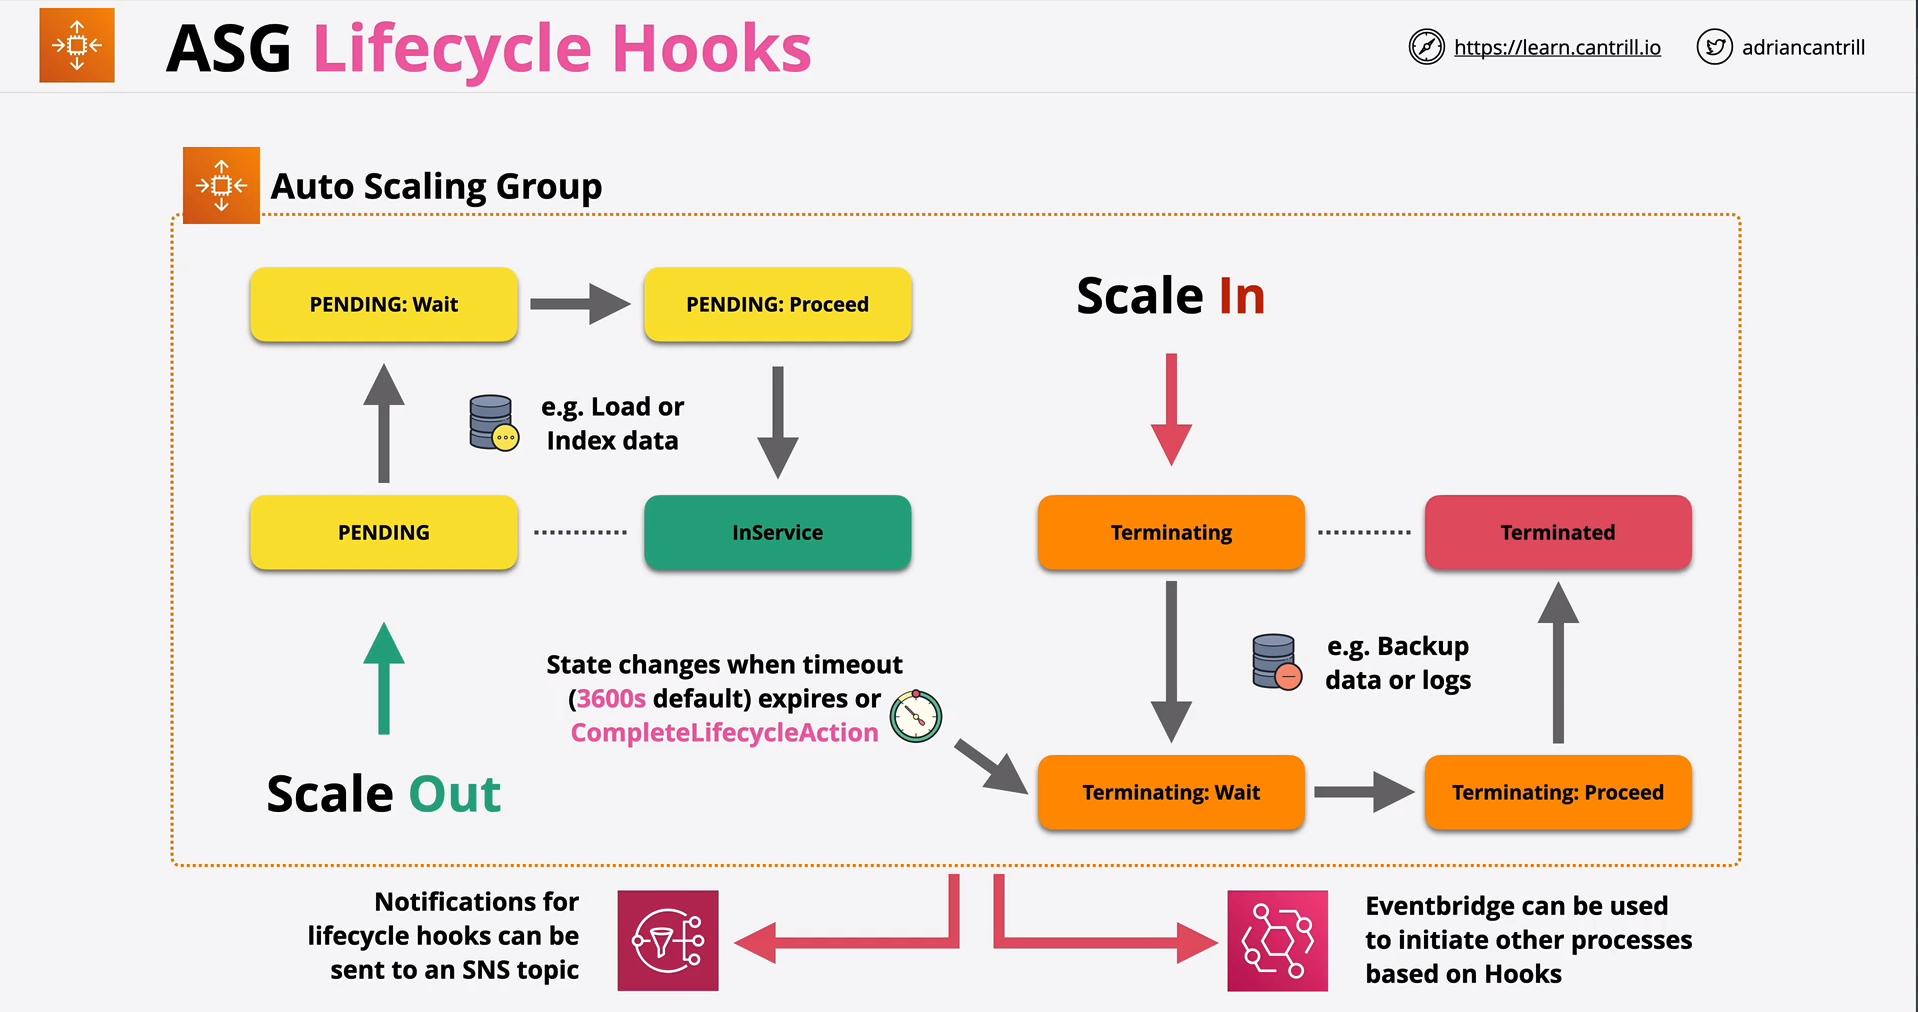 ASG Lifecycle Hooks
https://learn.cantrill.io
adriancantrill
Auto Scaling Group
PENDING: Wait
PENDING: Proceed
e.g. Load or
Index data
PENDING
InService
Scale Out
Scale In
Terminating
Terminated
e.g. Backup
data or logs
State changes when timeout
(3600s default) expires or
CompleteLifecycleAction
Terminating: Wait
Terminating: Proceed
Notifications for
lifecycle hooks can be
sent to an SNS topic
Eventbridge can be used
to initiate other processes
based on Hooks